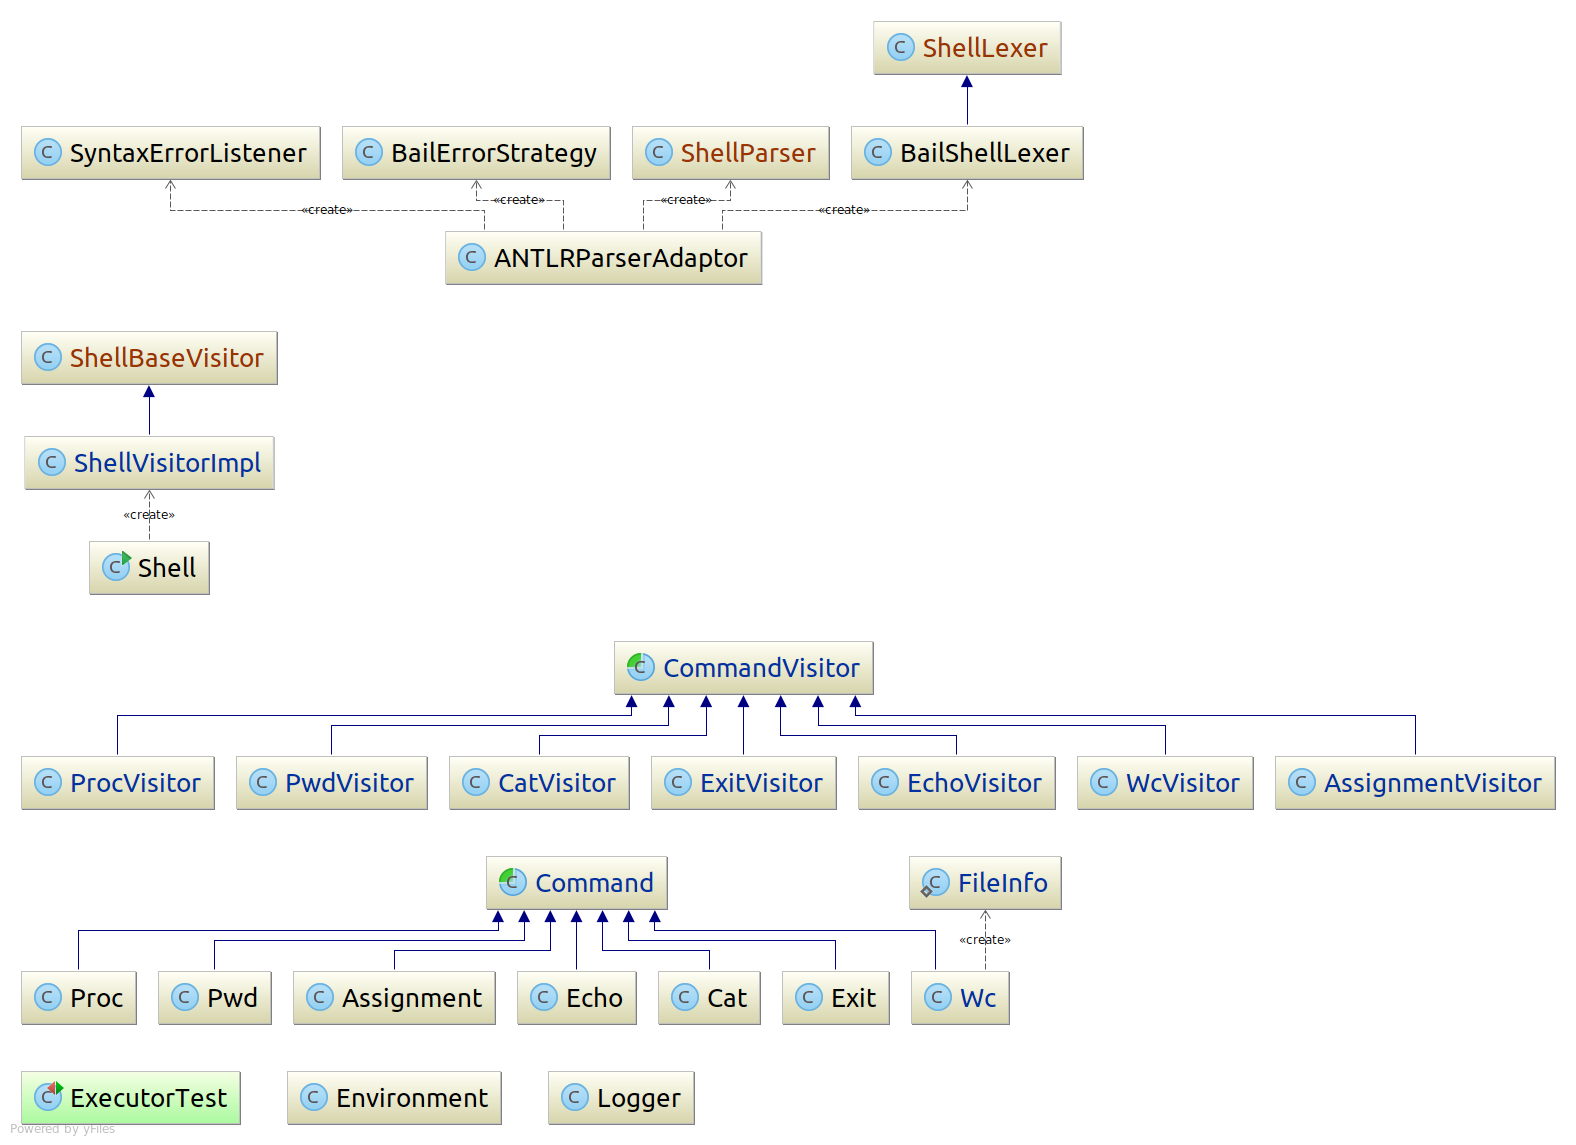 C ShellLexer
C SyntaxErrorListener C BailErrorStrategy C ShellParser C BailShellLexer
«create» «create» «create» «create»
C ANTLRParserAdaptor
C ShellBaseVisitor
C ShellVisitorImpl
«create»
C Shell
C CommandVisitor
C ProcVisitor C PwdVisitor C CatVisitor C ExitVisitor C EchoVisitor C WcVisitor C AssignmentVisitor
C Command C FileInfo
«create»
C Proc C Pwd C Assignment C Echo C Cat C Exit C Wc
C ExecutorTest C Environment C Logger
Powered by yFiles